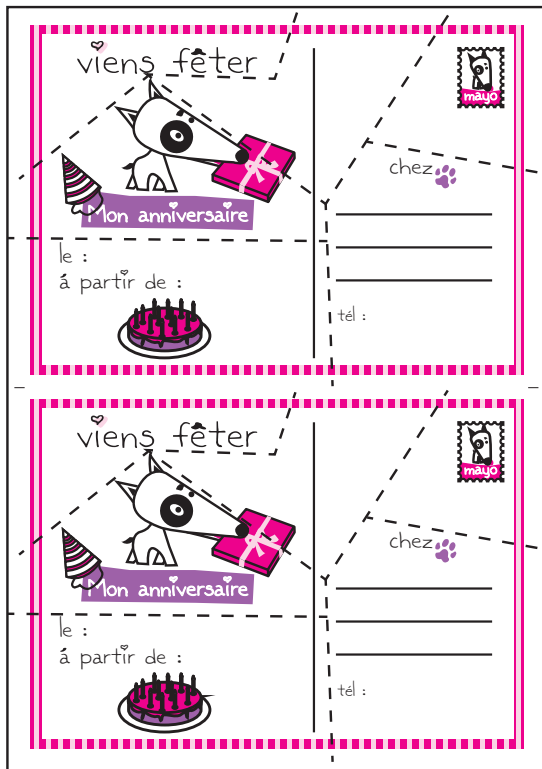 viens fêter
mayo
chez
Mon anniversaire
le :
á partir de :
tél :
viens fêter
mayo
chez
Mon anniversaire
le :
á partir de :
tél :